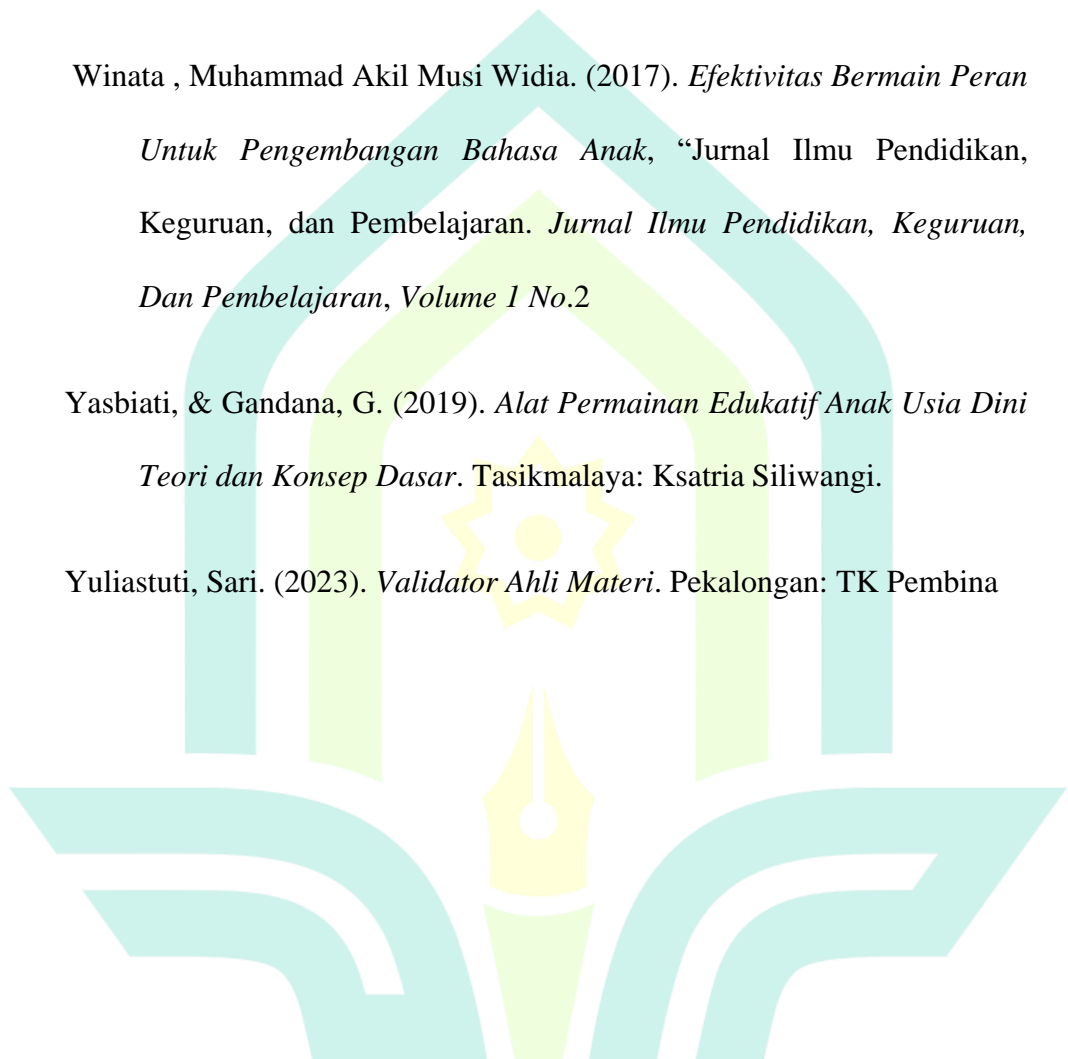 Winata , Muhammad Akil Musi Widia. (2017). Efektivitas Bermain Peran
Untuk Pengembangan Bahasa Anak, “Jurnal Ilmu Pendidikan,
Keguruan, dan Pembelajaran. Jurnal Ilmu Pendidikan, Keguruan,
Dan Pembelajaran, Volume 1 No.2
Yasbiati, & Gandana, G. (2019). Alat Permainan Edukatif Anak Usia Dini
Teori dan Konsep Dasar. Tasikmalaya: Ksatria Siliwangi.
Yuliastuti, Sari. (2023). Validator Ahli Materi. Pekalongan: TK Pembina